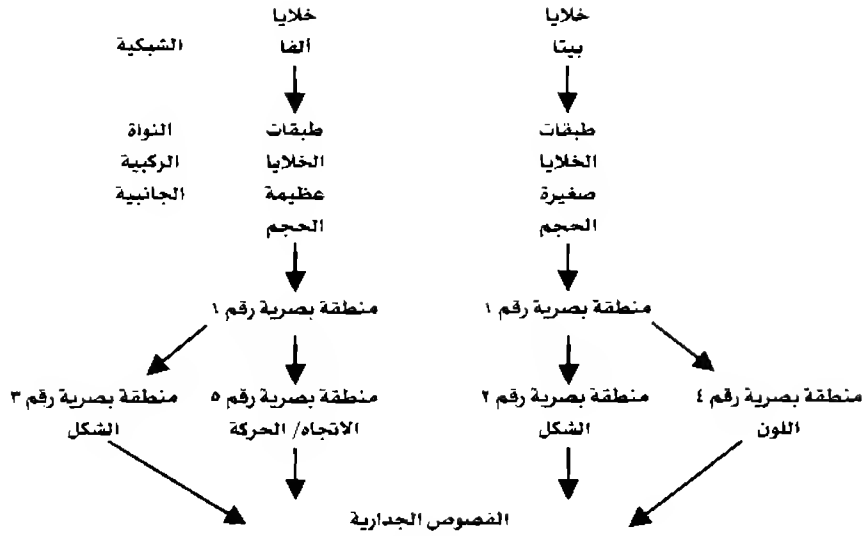 خلايا
بيتا
خلايا
ألفا
الشبكية
طبقات
الخلايا
صغيرة
الحجم
طبقات
الخلايا
عظيمة
الحجم
النواة
الركبية
الجانبية
منطقة بصرية رقم ١
منطقة بصرية رقم ١
منطقة بصرية رقم ٤
اللون
منطقة بصرية رقم ٢
الشكل
منطقة بصرية رقم ٥
الاتجاه/ الحركة
منطقة بصرية رقم ٣
الشكل
الفصوص الجدارية